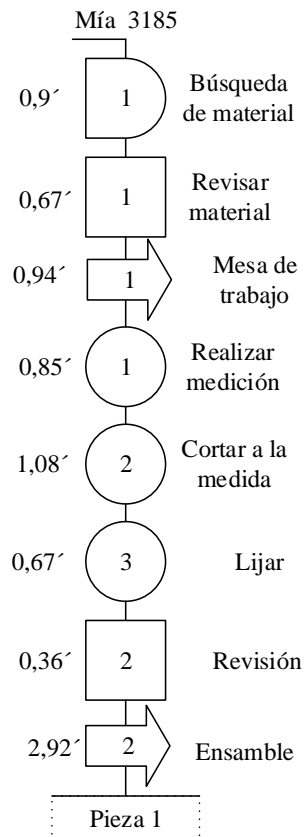 Mía 3185
0,9´ 1 Búsqueda
de material
0,67´ 1 Revisar
material
0,94´ 1 Mesa de
trabajo
0,85´ 1 Realizar
medición
1,08´ 2 Cortar a la
medida
0,67´ 3 Lijar
0,36´ 2 Revisión
2,92´ 2 Ensamble
Pieza 1